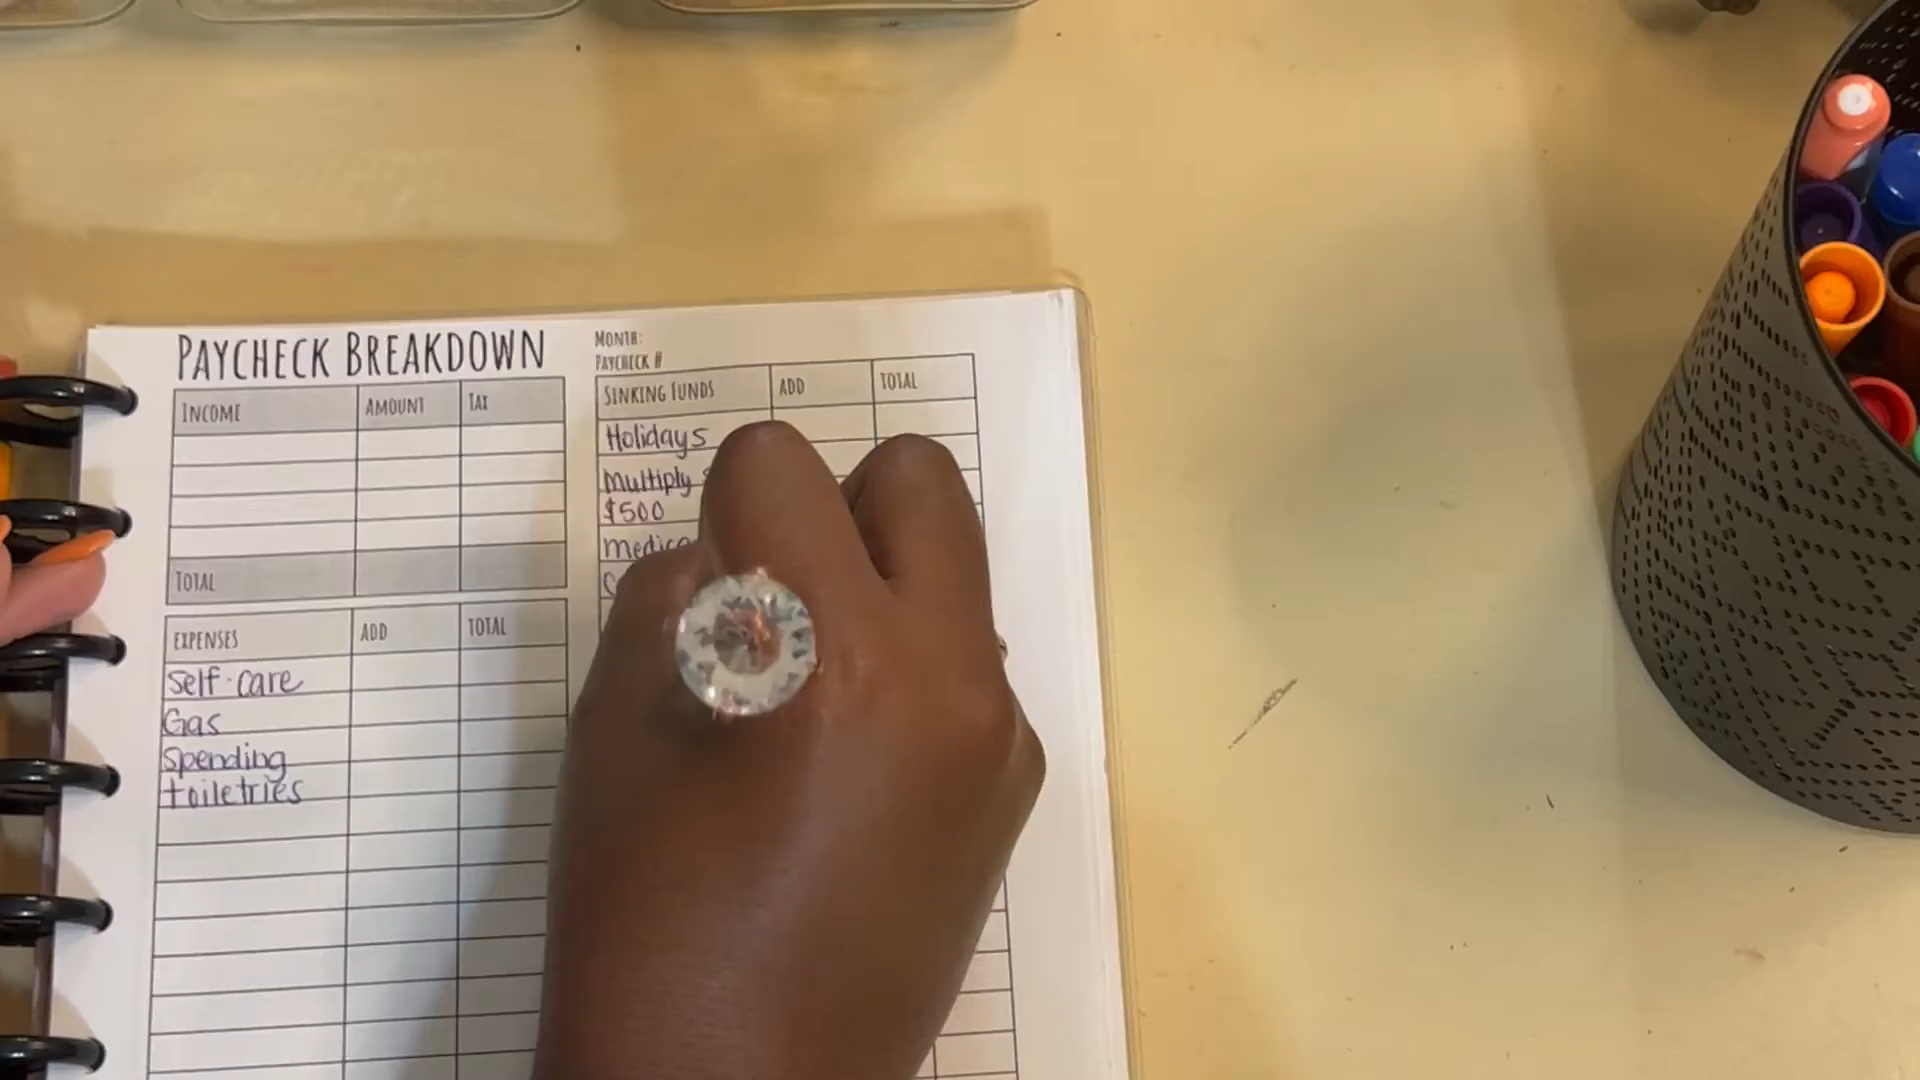 PAYCHECK BREAKDOWN
MONTH:
PAYCHECK #
INCOME AMOUNT TAX
TOTAL
EXPENSES ADD TOTAL
Self-care
Gas
Spending
toiletries
SINKING FUNDS ADD TOTAL
Holidays
Multiply
$500